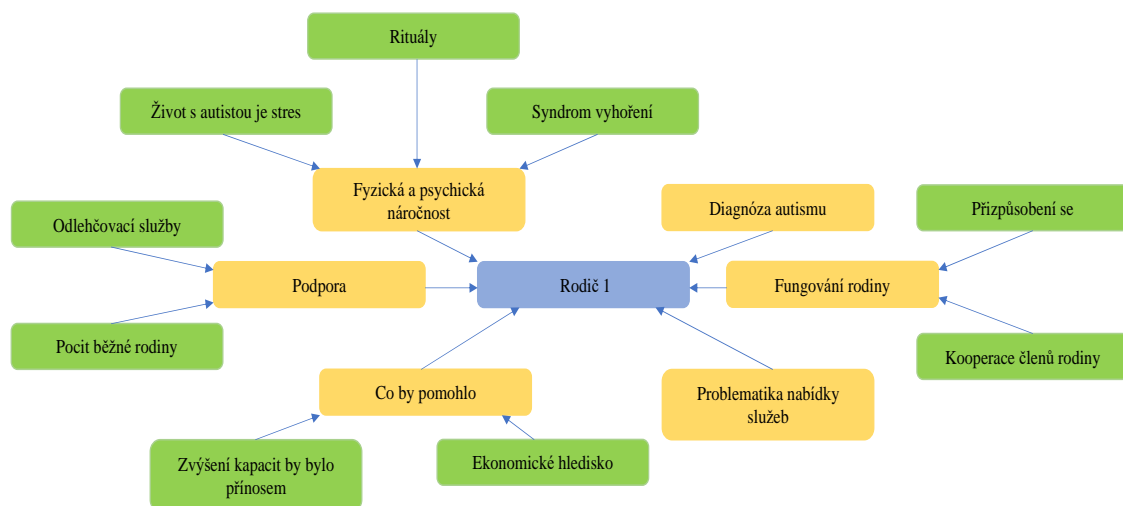 Rituály
Život s autistou je stres
Syndrom vyhoření
Fyzická a psychická
náročnost
Diagnóza autismu
Přizpůsobení se
Odlehčovací služby
Podpora
Rodič 1
Fungování rodiny
Pocit běžné rodiny
Kooperace členů rodiny
Co by pomohlo
Problematika nabídky
služeb
Zvýšení kapacit by bylo
přínosem
Ekonomické hledisko